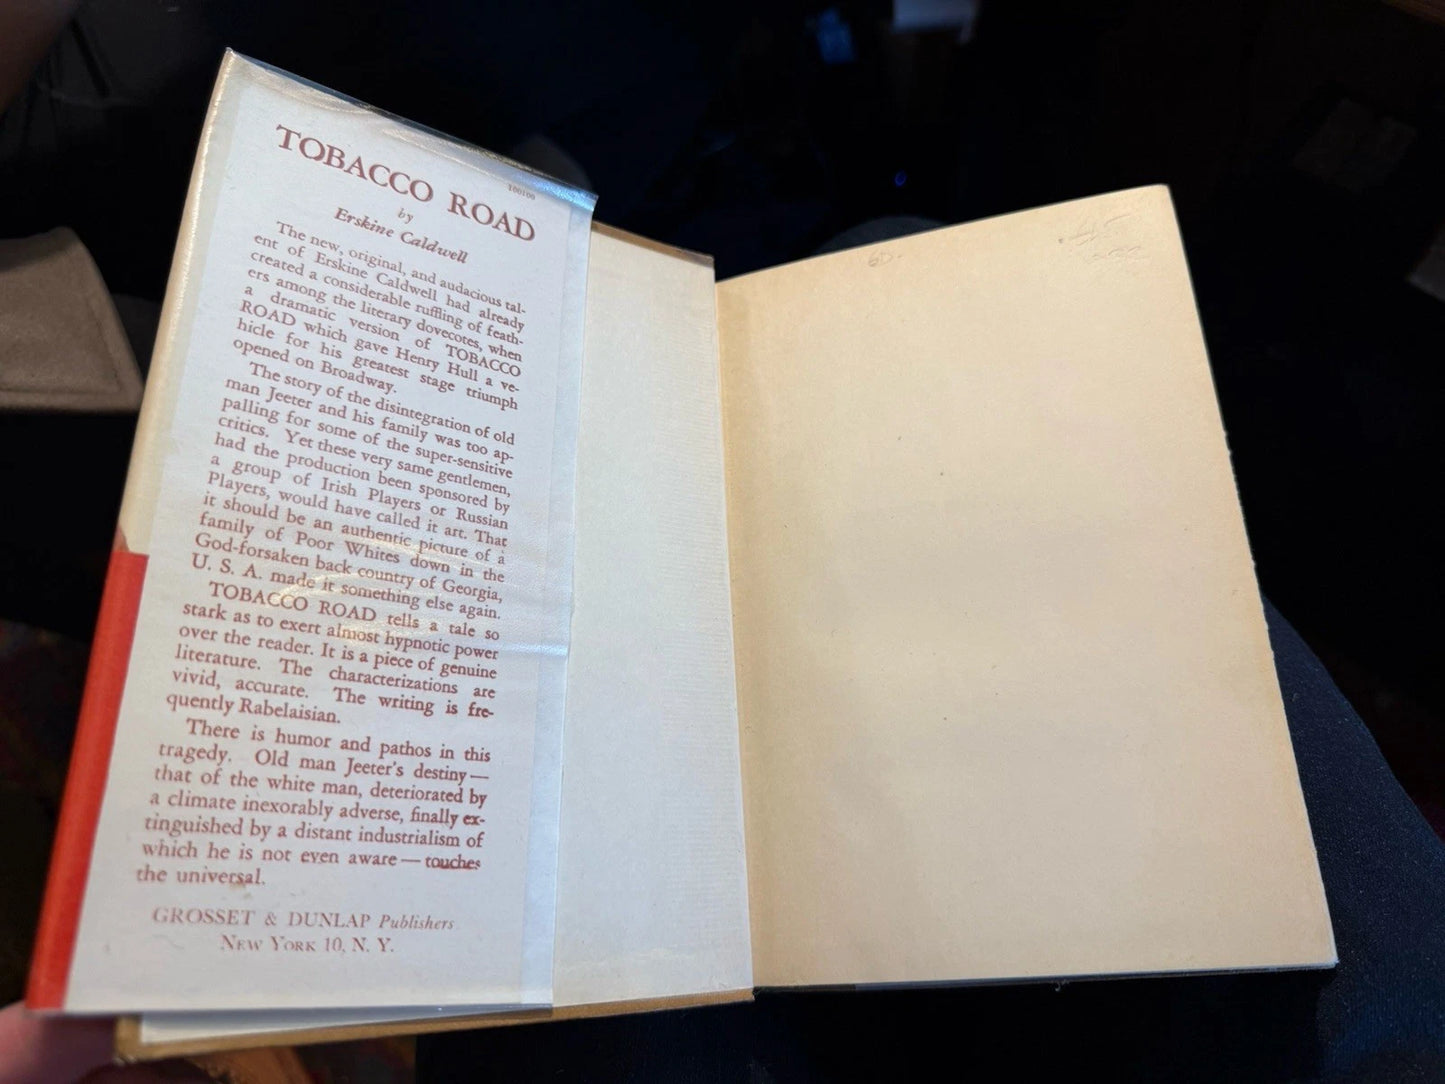 TOBACCO ROAD
100100
by
Erskine Caldwell
The new, original, and audacious tal-
ent of Erskine Caldwell had already
created a considerable ruffling of feath-
ers among the literary dovecotes, when
a dramatic version of TOBACCO
ROAD which gave Henry Hull a ve-
hicle for his greatest stage triumph
opened on Broadway.
The story of the disintegration of old
man Jeeter and his family was too ap-
palling for some of the super-sensitive
critics. Yet these very same gentlemen,
had the production been sponsored by
a group of Irish Players or Russian
Players, would have called it art. That
it should be an authentic picture of a
family of Poor Whites down in the
God-forsaken back country of Georgia,
U. S. A. made it something else again.
TOBACCO ROAD tells a tale so
stark as to exert almost hypnotic power
over the reader. It is a piece of genuine
literature. The characterizations are
vivid, accurate. The writing is fre-
quently Rabelaisian.
There is humor and pathos in this
tragedy. Old man Jeeter's destiny—
that of the white man, deteriorated by
a climate inexorably adverse, finally ex-
tinguished by a distant industrialism of
which he is not even aware—touches
the universal.
GROSSET & DUNLAP Publishers
NEW YORK 10, N. Y.